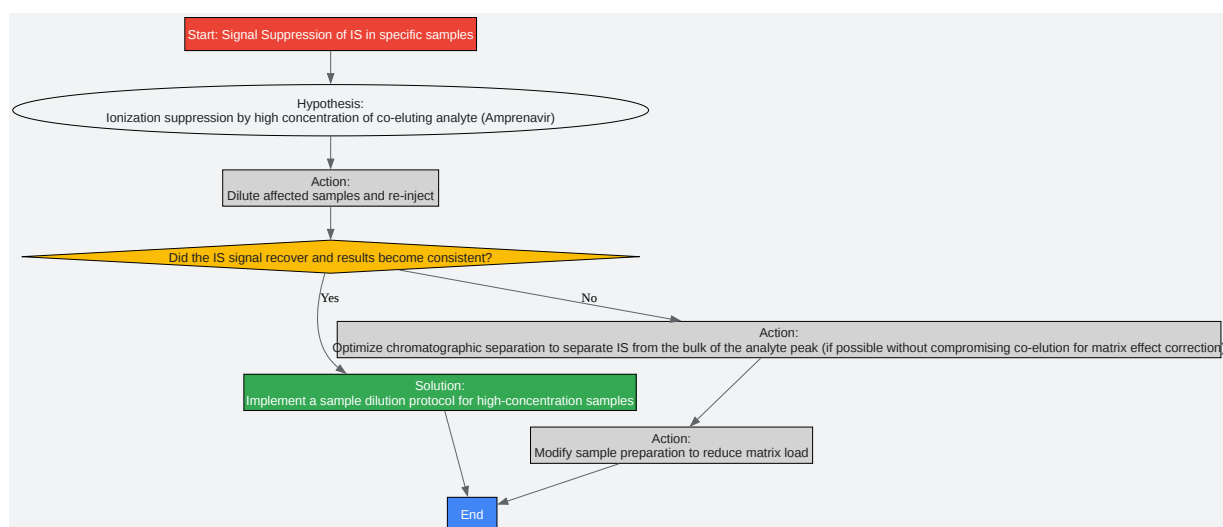 Start: Signal Suppression of IS in specific samples
Hypothesis:
Ionization suppression by high concentration of co-eluting analyte (Amprenavir)
Action:
Dilute affected samples and re-inject
Did the IS signal recover and results become consistent?
Yes
No
Action:
Optimize chromatographic separation to separate IS from the bulk of the analyte peak (if possible without compromising co-elution for matrix effect correction)
Solution:
Implement a sample dilution protocol for high-concentration samples
Action:
Modify sample preparation to reduce matrix load
End